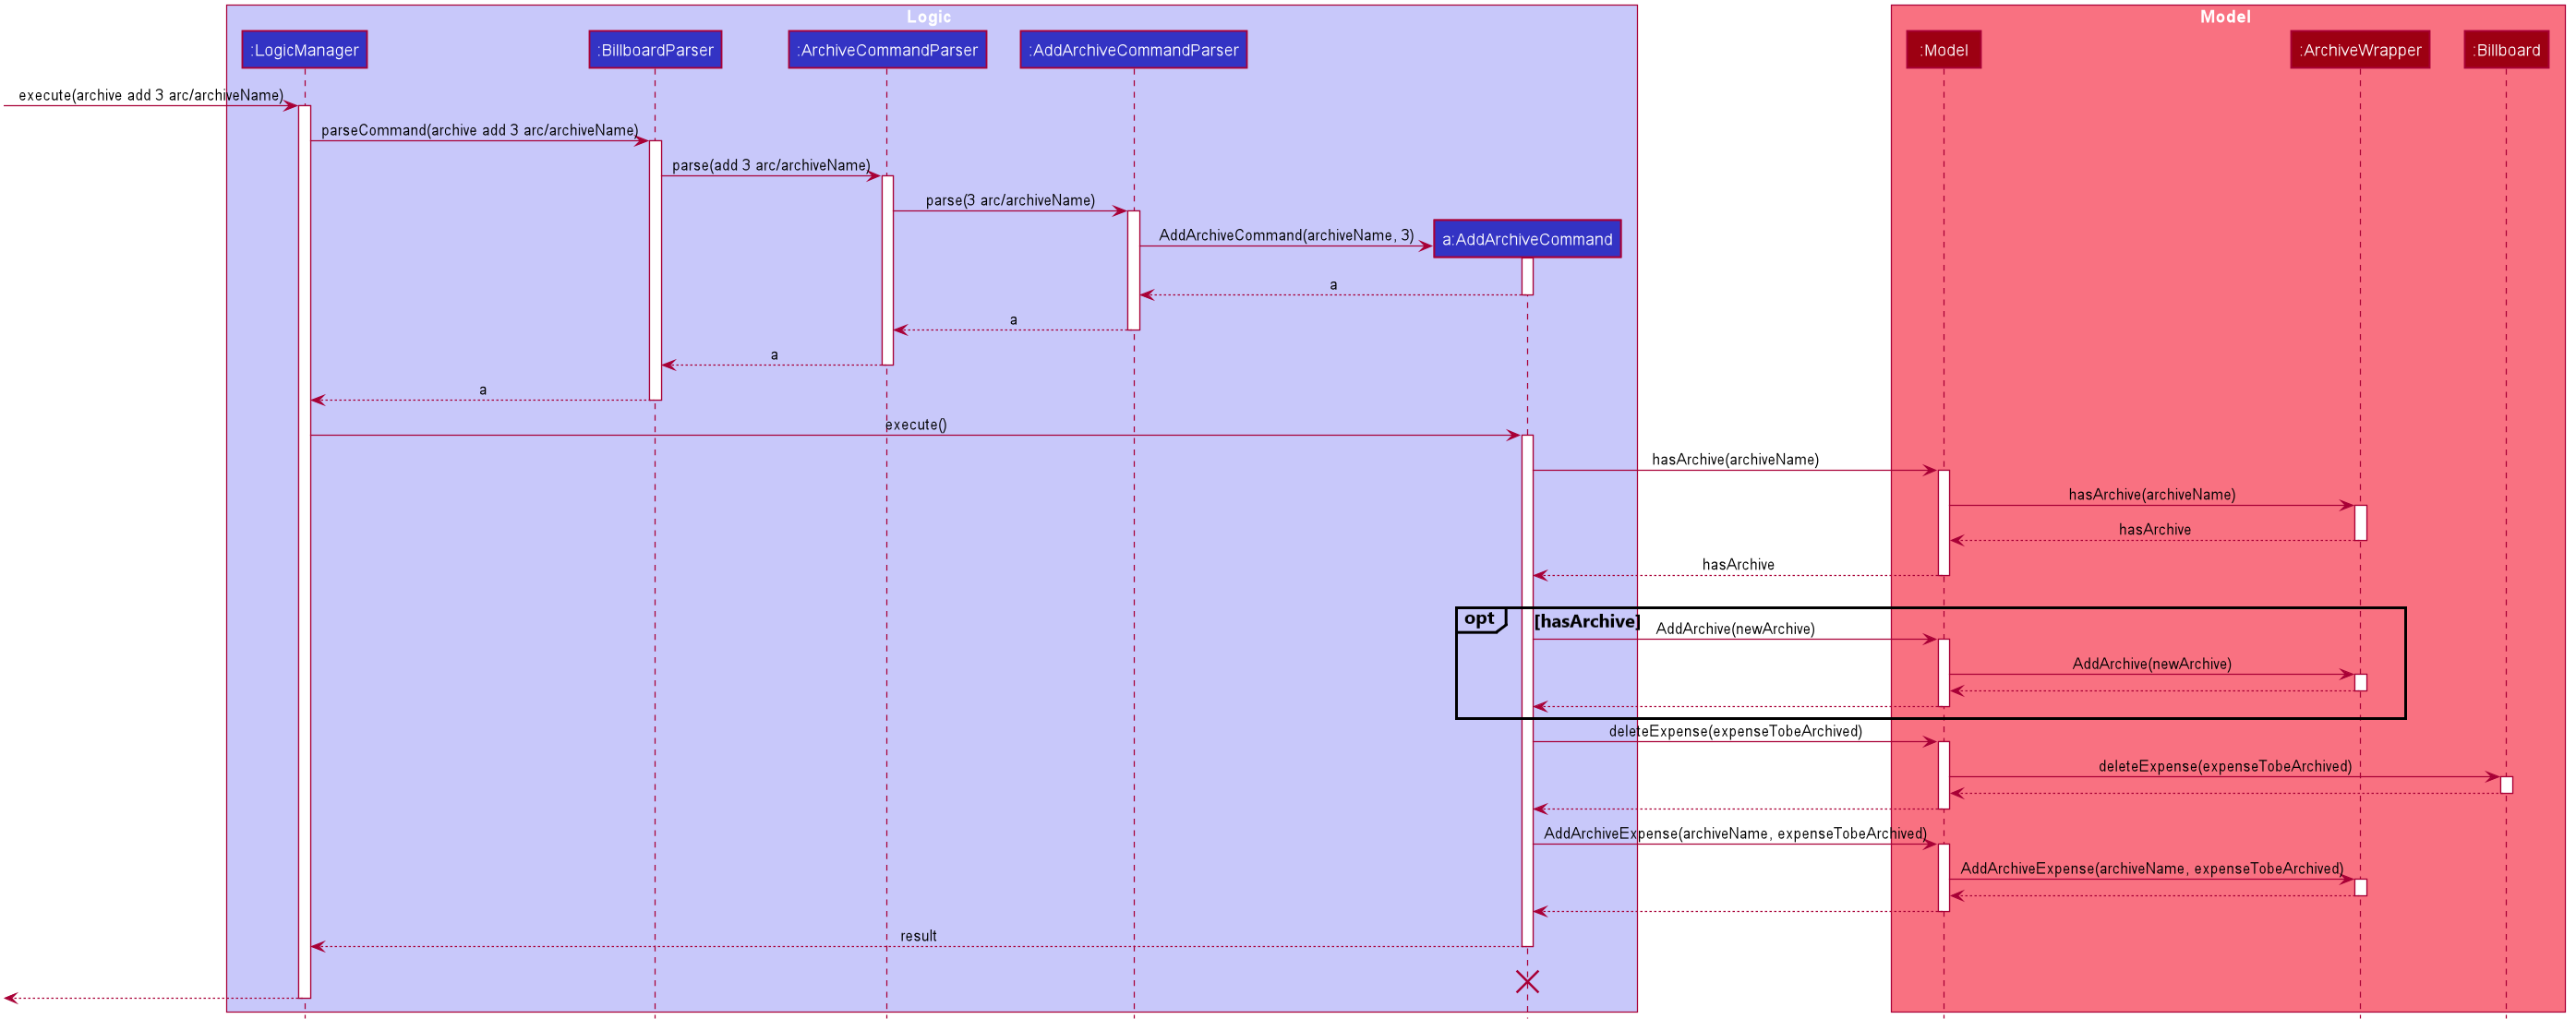 Logic
Model
:LogicManager
:BillboardParser
:ArchiveCommandParser
:AddArchiveCommandParser
:Model
:ArchiveWrapper
:Billboard
execute(archive add 3 arc/archiveName)
parseCommand(archive add 3 arc/archiveName)
parse(add 3 arc/archiveName)
parse(3 arc/archiveName)
AddArchiveCommand(archiveName, 3)
a:AddArchiveCommand
a
a
a
a
execute()
hasArchive(archiveName)
hasArchive(archiveName)
hasArchive
hasArchive
opt
[hasArchive]
AddArchive(newArchive)
AddArchive(newArchive)
deleteExpense(expenseTobeArchived)
deleteExpense(expenseTobeArchived)
AddArchiveExpense(archiveName, expenseTobeArchived)
AddArchiveExpense(archiveName, expenseTobeArchived)
result